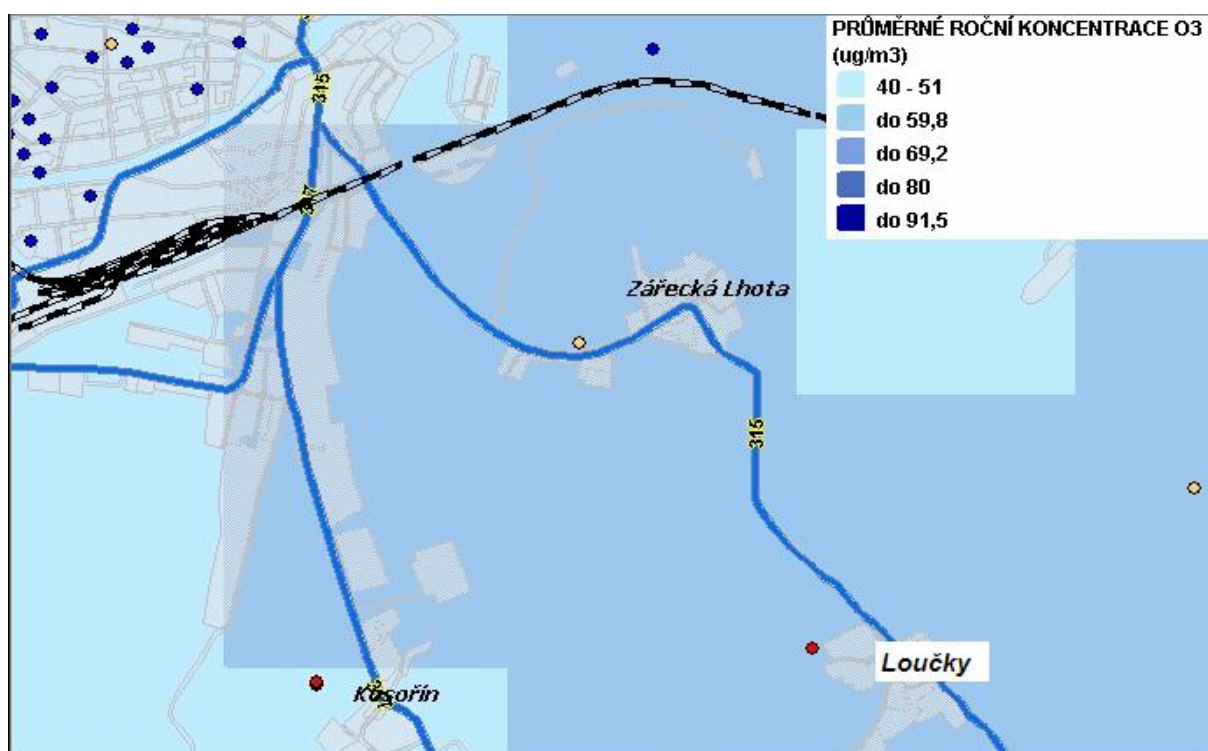 PRŮMĚRNÉ ROČNÍ KONCENTRACE O3
(ug/m3)
40 - 51
do 59,8
do 69,2
do 80
do 91,5
315
Zářecká Lhota
315
Loučky
Kosořín